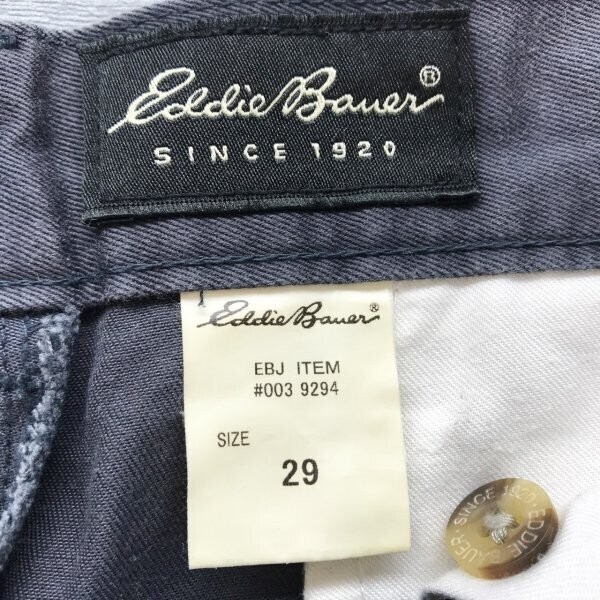 Eddie Bauer®
SINCE 1920
Eddie Bauer®
EBJ ITEM
#003 9294
SIZE
29
SINCE 1920
EDDIE BAUER